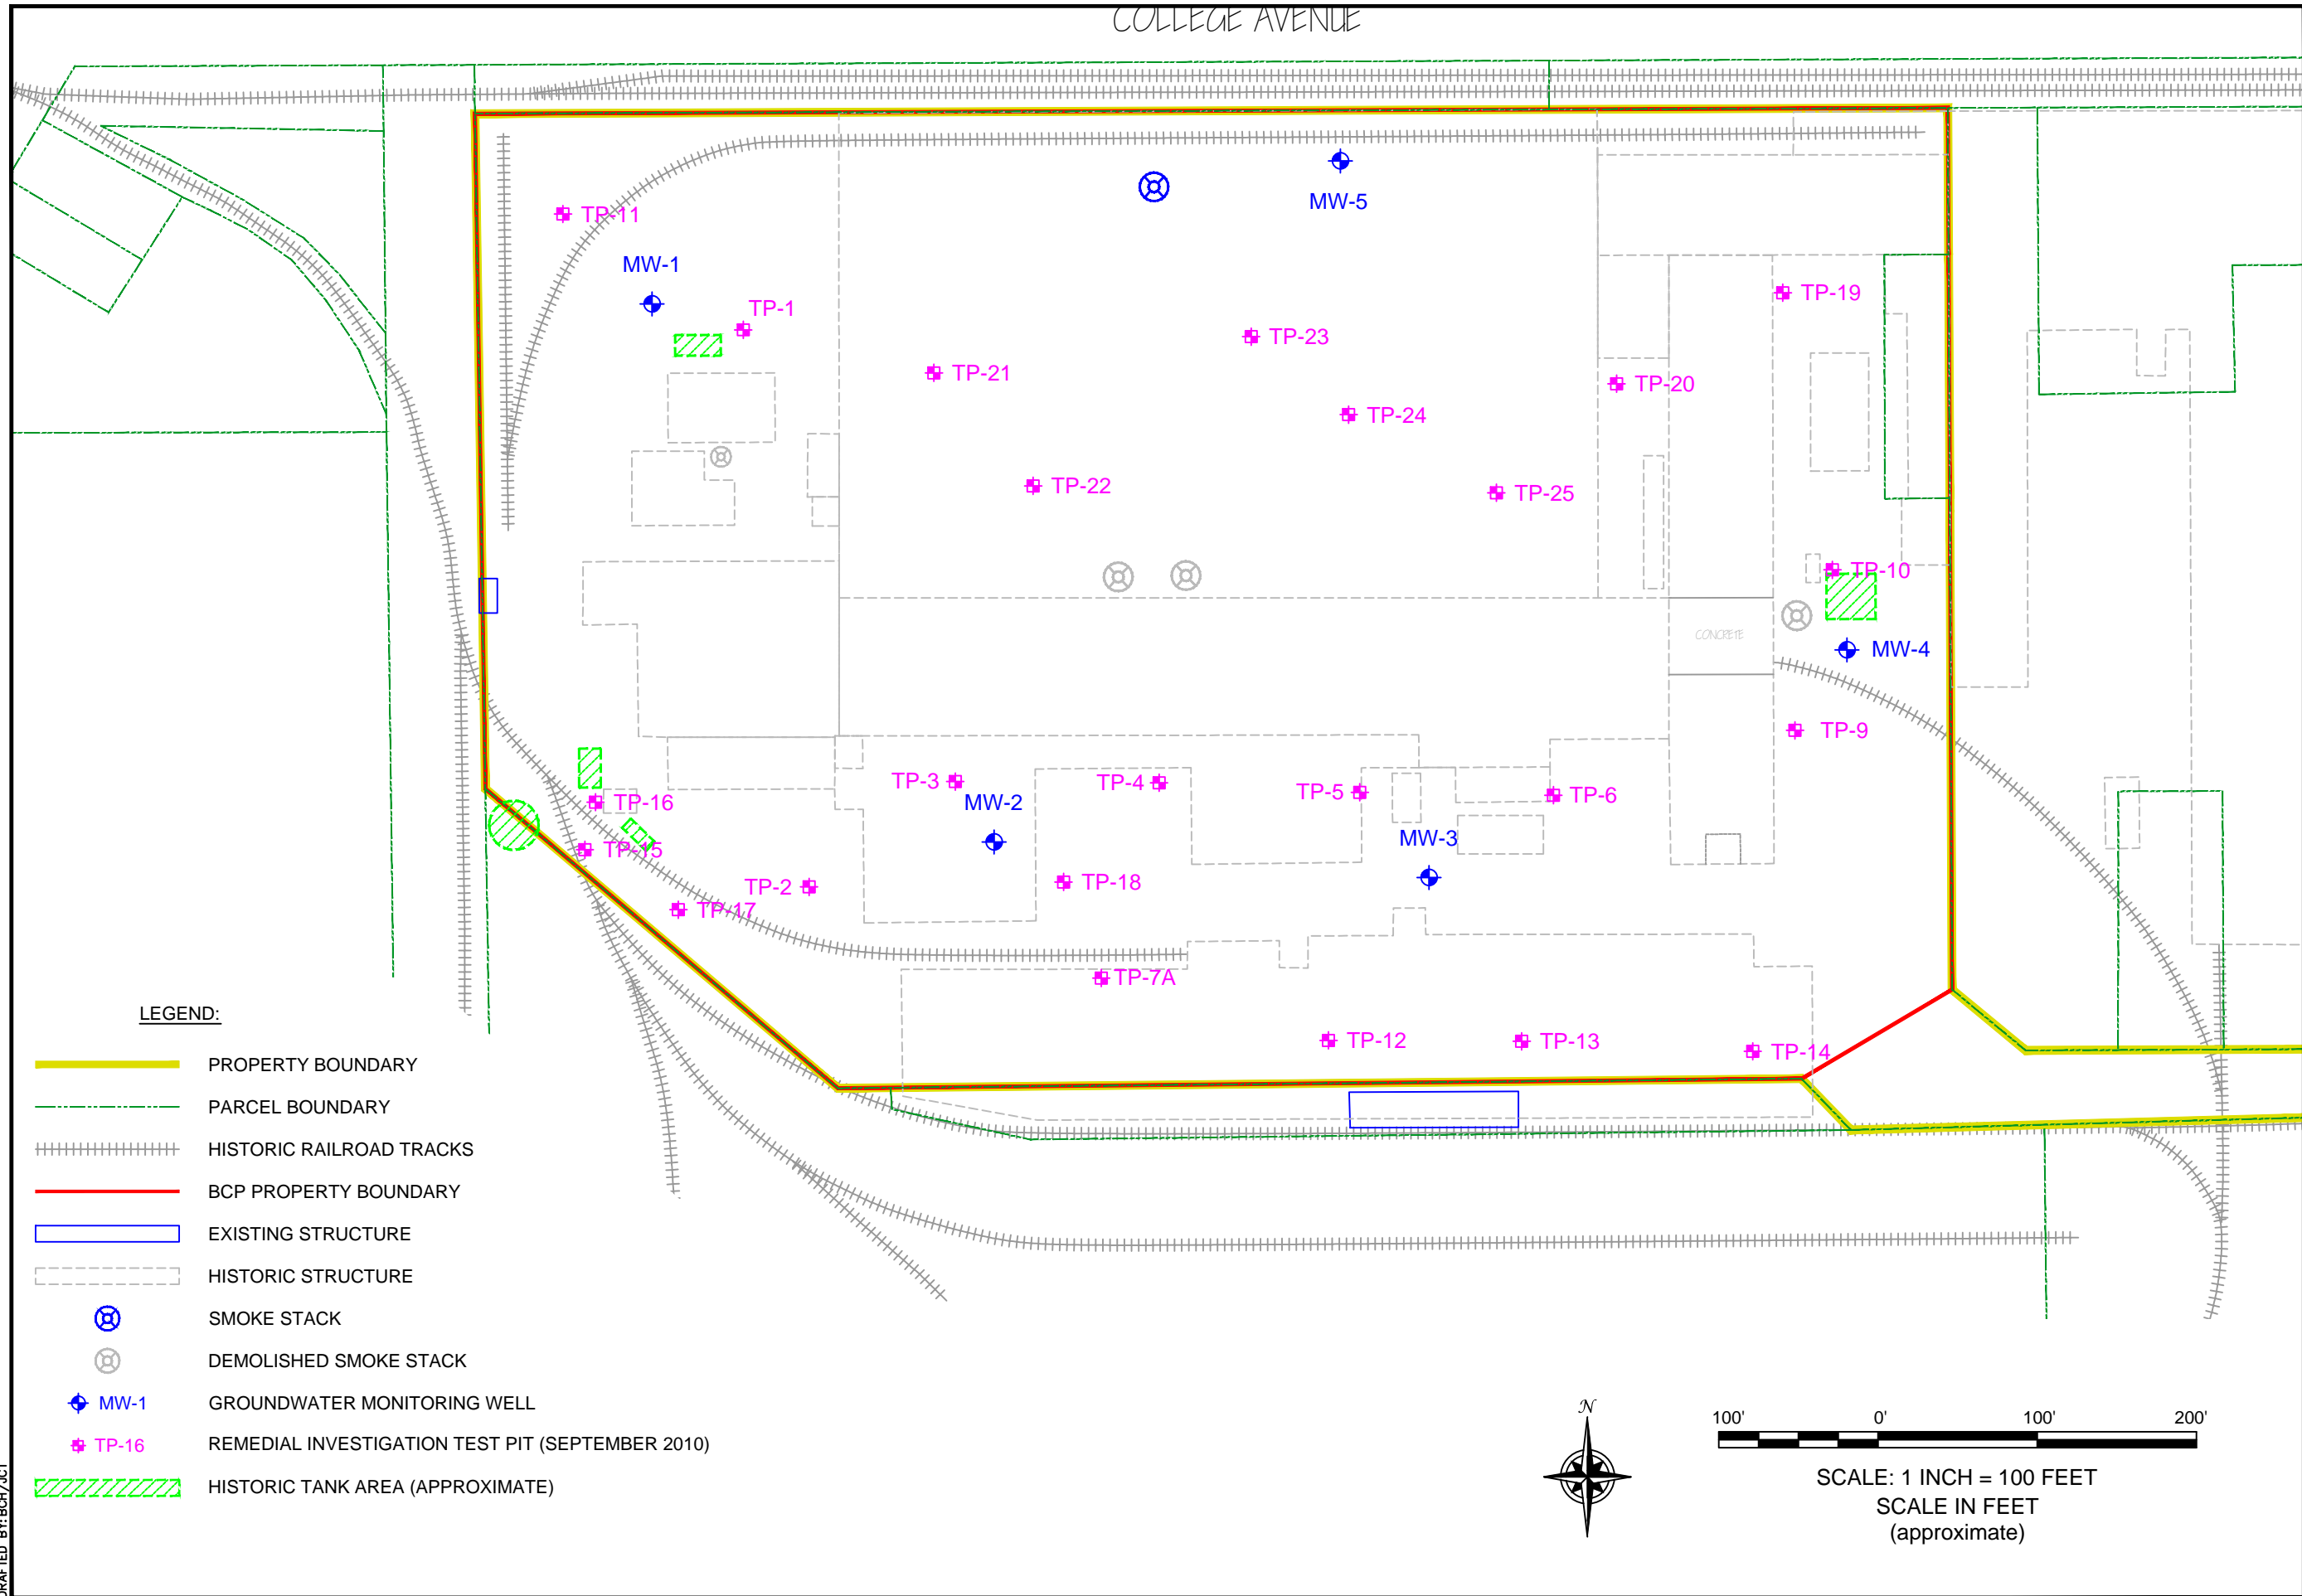 COLLEGE AVENUE
MW-5
TP-11
MW-1
TP-1
TP-19
TP-23
TP-21
TP-20
TP-24
TP-22
TP-25
TP-10
CONCRETE
MW-4
TP-9
TP-3
TP-4
TP-5
TP-6
TP-16
MW-2
MW-3
TP-15
TP-2
TP-18
TP-17
TP-7A
TP-12
TP-13
TP-14
LEGEND:
PROPERTY BOUNDARY
PARCEL BOUNDARY
HISTORIC RAILROAD TRACKS
BCP PROPERTY BOUNDARY
EXISTING STRUCTURE
HISTORIC STRUCTURE
SMOKE STACK
DEMOLISHED SMOKE STACK
MW-1 GROUNDWATER MONITORING WELL
TP-16 REMEDIAL INVESTIGATION TEST PIT (SEPTEMBER 2010)
HISTORIC TANK AREA (APPROXIMATE)
N
100' 0' 100' 200'
SCALE: 1 INCH = 100 FEET
SCALE IN FEET
(approximate)
DRAFTED BY: BCH/JCT